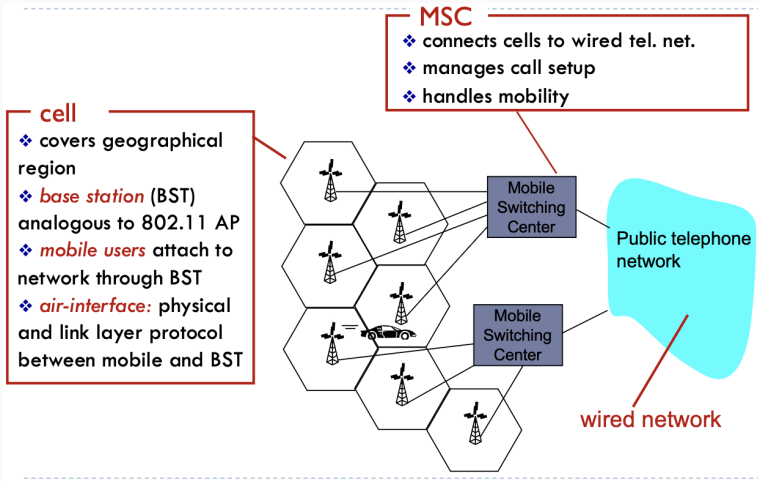 MSC
❖ connects cells to wired tel. net.
❖ manages call setup
❖ handles mobility
cell
❖ covers geographical
region
❖ base station (BST)
analogous to 802.11 AP
❖ mobile users attach to
network through BST
❖ air-interface: physical
and link layer protocol
between mobile and BST
Mobile
Switching
Center
Public telephone
network
Mobile
Switching
Center
wired network